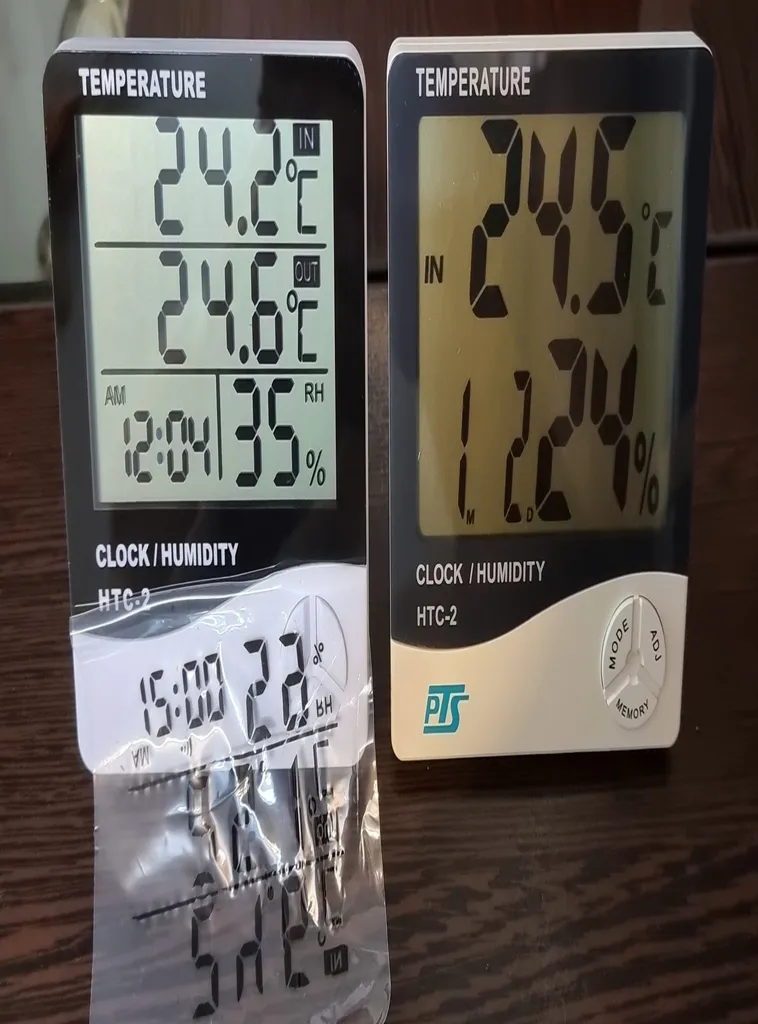 TEMPERATURE
24.2 °C IN
24.6 °C OUT
AM 12:04
35 % RH
CLOCK / HUMIDITY
HTC-2
TEMPERATURE
IN 24.5 °C
1 M 2 D
24 %
CLOCK / HUMIDITY
HTC-2
PTS
MODE
ADJ
MEMORY